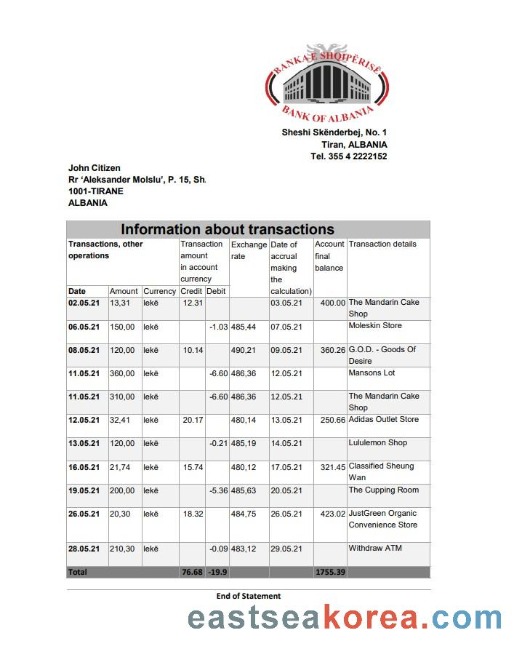 BANKA E SHQIPËRISË
BANK OF ALBANIA
Sheshi Skënderbej, No. 1
Tiran, ALBANIA
Tel. 355 4 2222152
John Citizen
Rr ‘Aleksander Molslu’, P. 15, Sh.
1001-TIRANE
ALBANIA
Information about transactions
Transactions, other operations Transaction amount in account currency Exchange rate Date of accrual making the calculation) Account final balance Transaction details
Date Amount Currency Credit Debit
02.05.21 13,31 lekë 12.31 03.05.21 400.00 The Mandarin Cake Shop
06.05.21 150,00 lekë -1.03 485,44 07.05.21 Moleskin Store
08.05.21 120,00 lekë 10.14 490,21 09.05.21 360.26 G.O.D. - Goods Of Desire
11.05.21 360,00 lekë -6.60 486,36 12.05.21 Mansons Lot
11.05.21 310,00 lekë -6.60 486,36 12.05.21 The Mandarin Cake Shop
12.05.21 32,41 lekë 20.17 480,14 13.05.21 250.66 Adidas Outlet Store
13.05.21 120,00 lekë -0.21 485,19 14.05.21 Lululemon Shop
16.05.21 21,74 lekë 15.74 480,12 17.05.21 321.45 Classified Sheung Wan
19.05.21 200,00 lekë -5.36 485,63 20.05.21 The Cupping Room
26.05.21 20,30 lekë 18.32 484,75 26.05.21 423.02 JustGreen Organic Convenience Store
28.05.21 210,30 lekë -0.09 483,12 29.05.21 Withdraw ATM
Total 76.68 -19.9 1755.39
End of Statement
eastseakorea.com